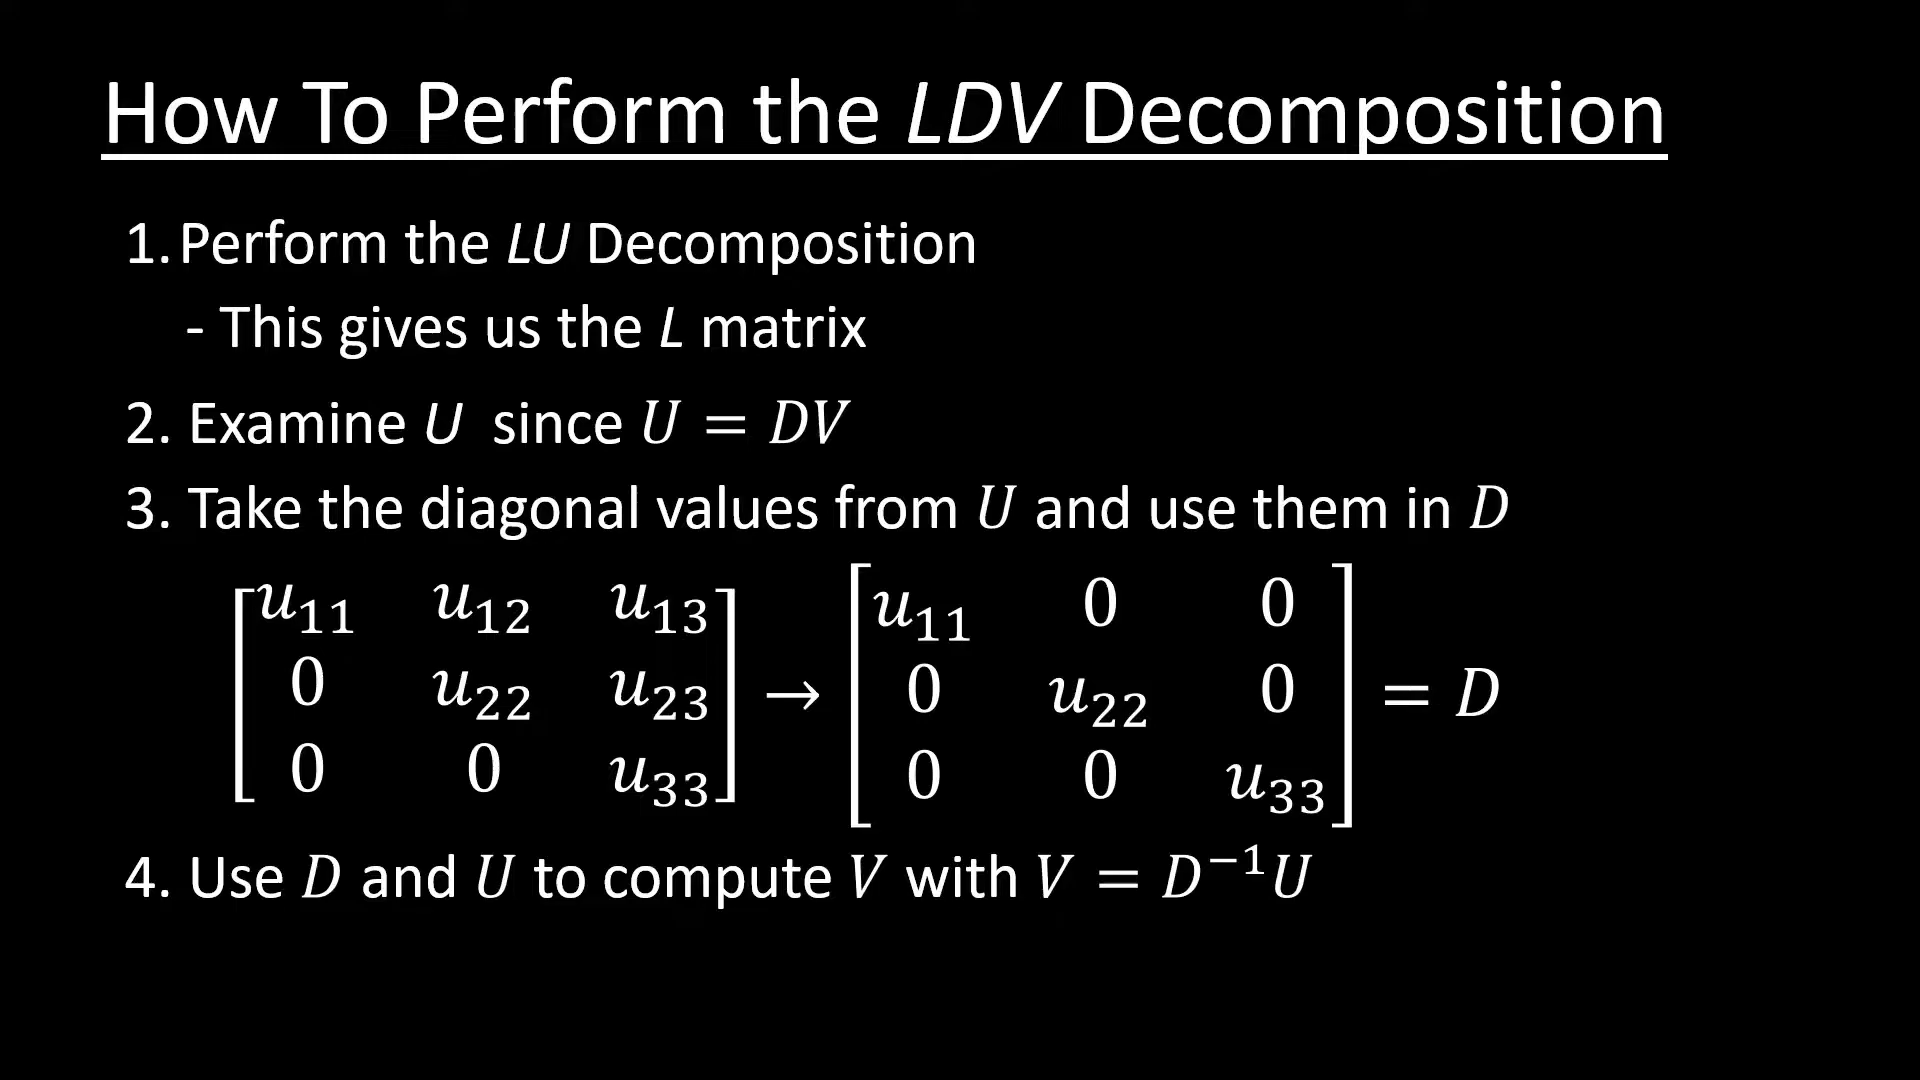 How To Perform the LDV Decomposition
1. Perform the LU Decomposition
- This gives us the L matrix
2. Examine U since U = DV
3. Take the diagonal values from U and use them in D
[u₁₁ u₁₂ u₁₃; 0 u₂₂ u₂₃; 0 0 u₃₃] → [u₁₁ 0 0; 0 u₂₂ 0; 0 0 u₃₃] = D
4. Use D and U to compute V with V = D⁻¹U